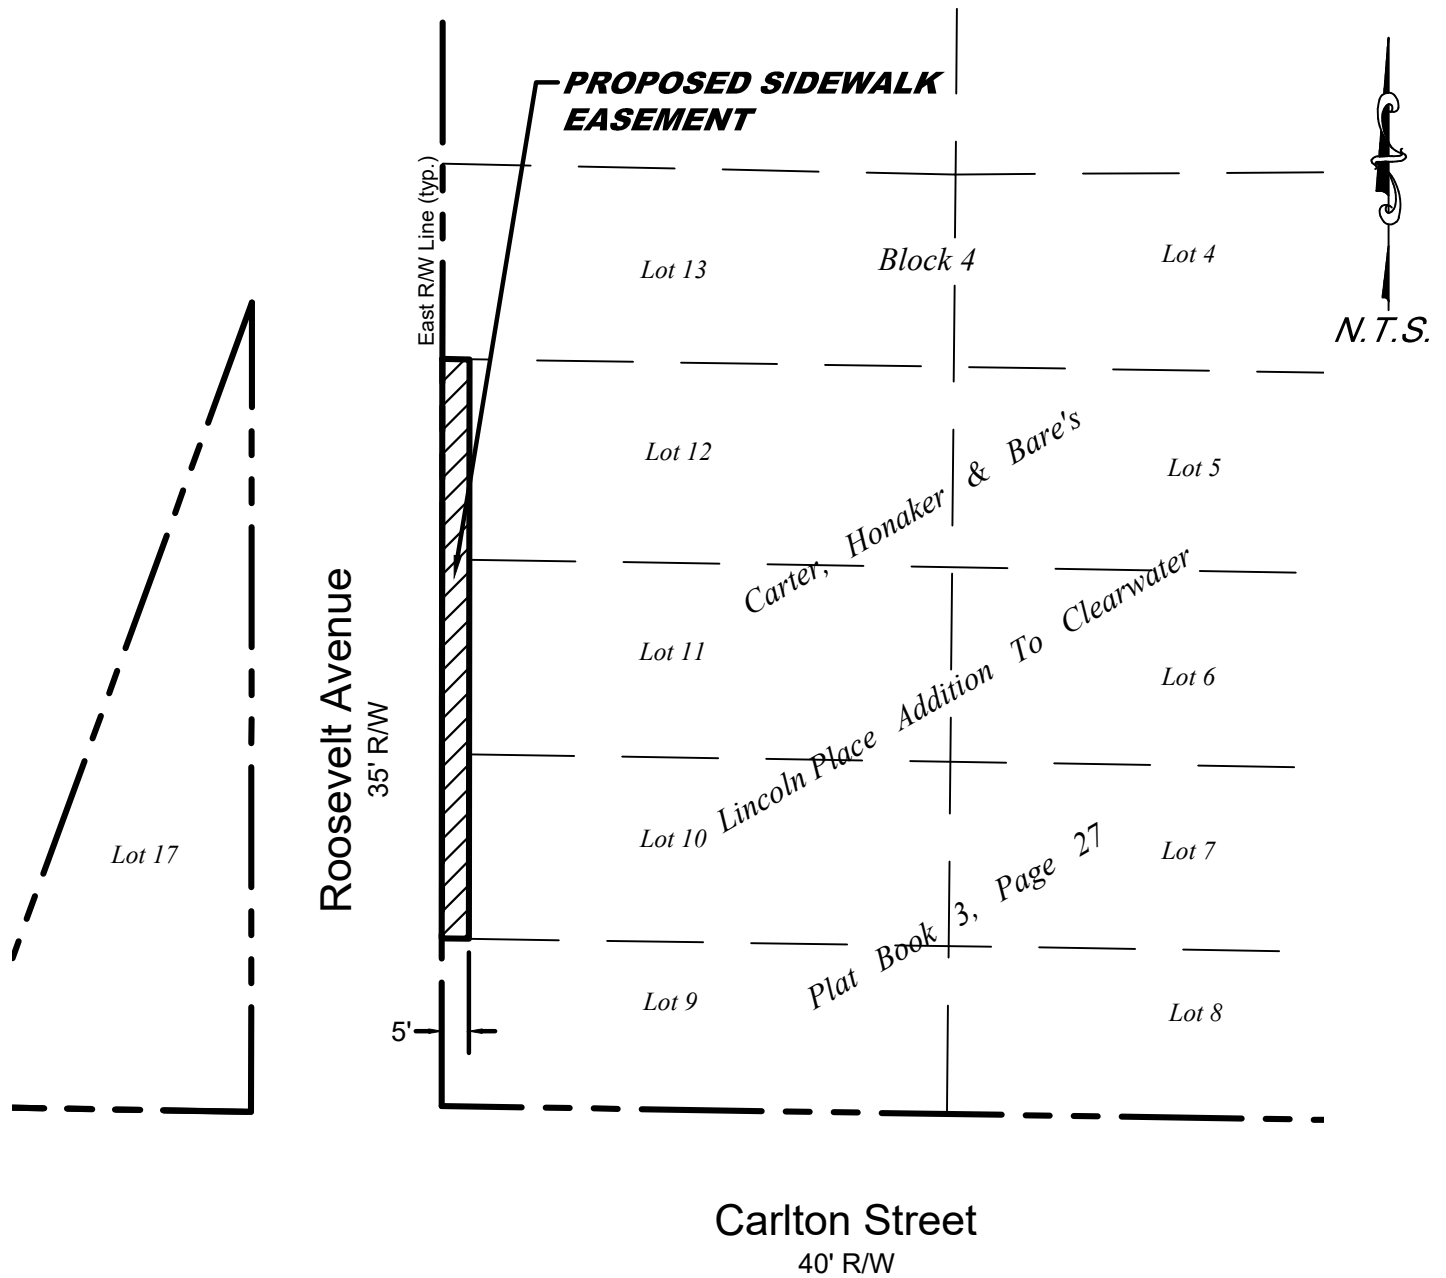 PROPOSED SIDEWALK
EASEMENT
East R/W Line (typ.)
Lot 13
Block 4
Lot 4
N.T.S.
Lot 12
Lot 5
Carter, Honaker & Bare's
Lincoln Place Addition To Clearwater
Plat Book 3, Page 27
Lot 11
Lot 6
Roosevelt Avenue
35' R/W
Lot 10
Lot 7
Lot 17
Lot 9
Lot 8
5'
Carlton Street
40' R/W